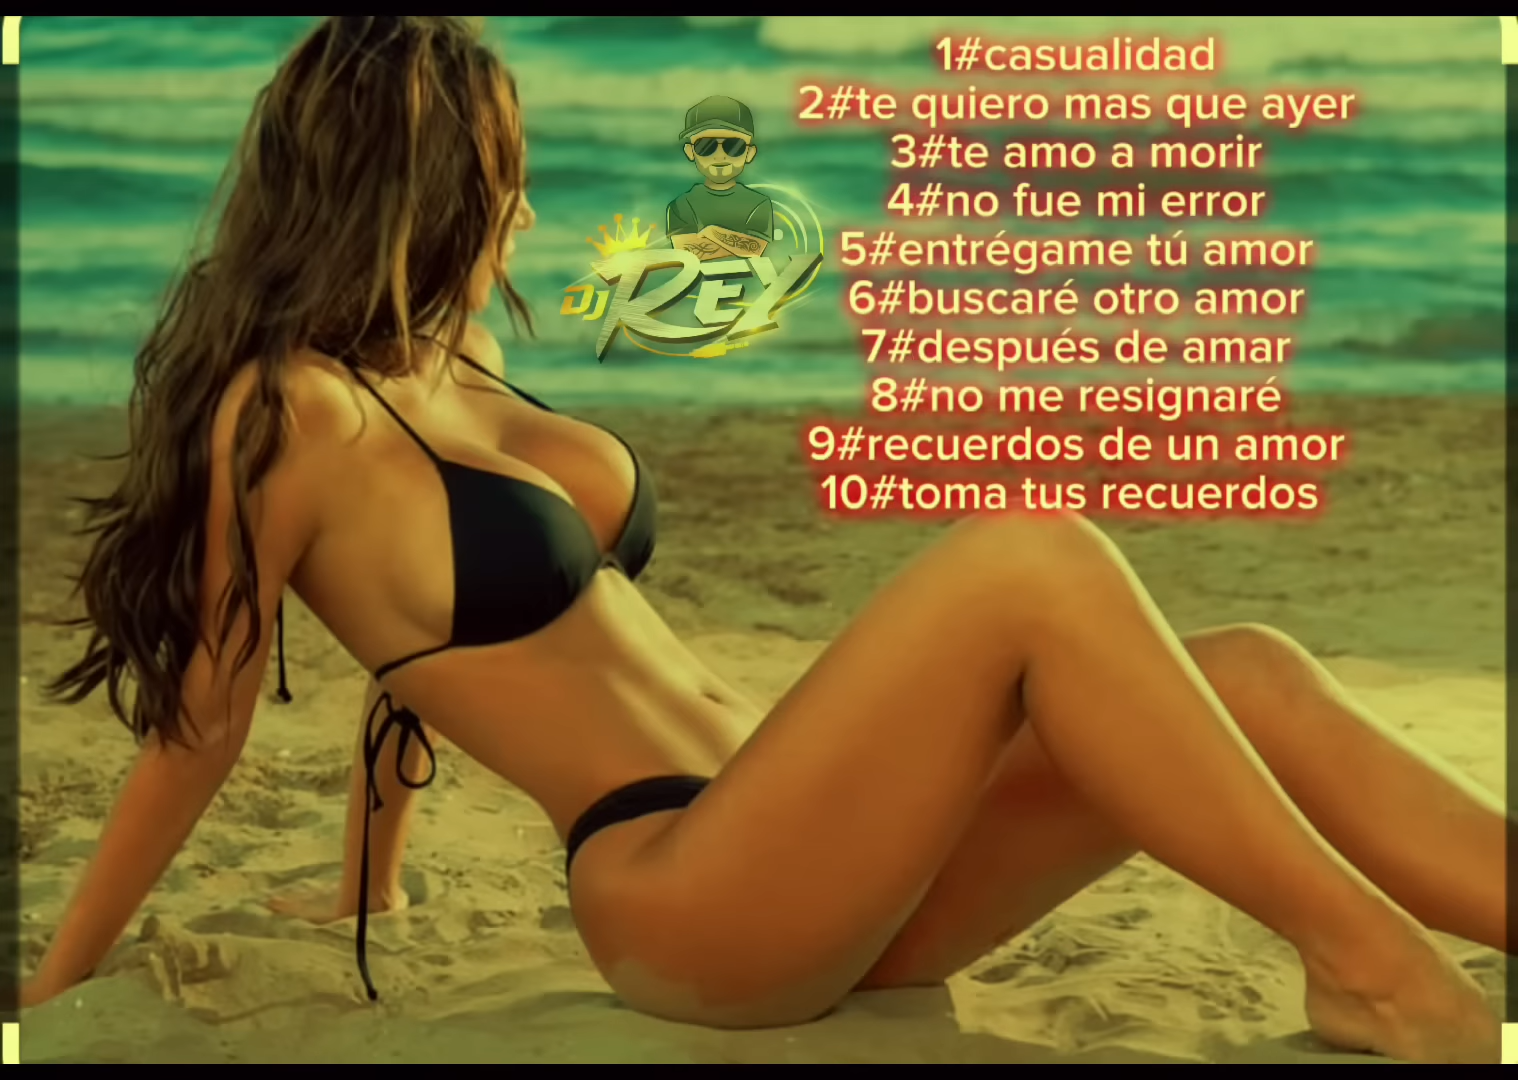 1#casualidad
2#te quiero mas que ayer
3#te amo a morir
4#no fue mi error
5#entrégame tú amor
6#buscaré otro amor
7#después de amar
8#no me resignaré
9#recuerdos de un amor
10#toma tus recuerdos
DJ REY